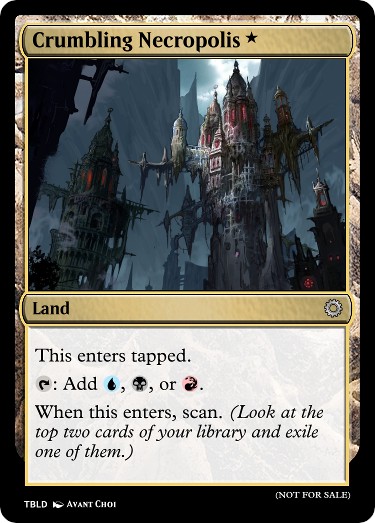 Crumbling Necropolis ★
Land
This enters tapped.
: Add , , or .
When this enters, scan. (Look at the
top two cards of your library and exile
one of them.)
TBLD Avant Choi
(NOT FOR SALE)